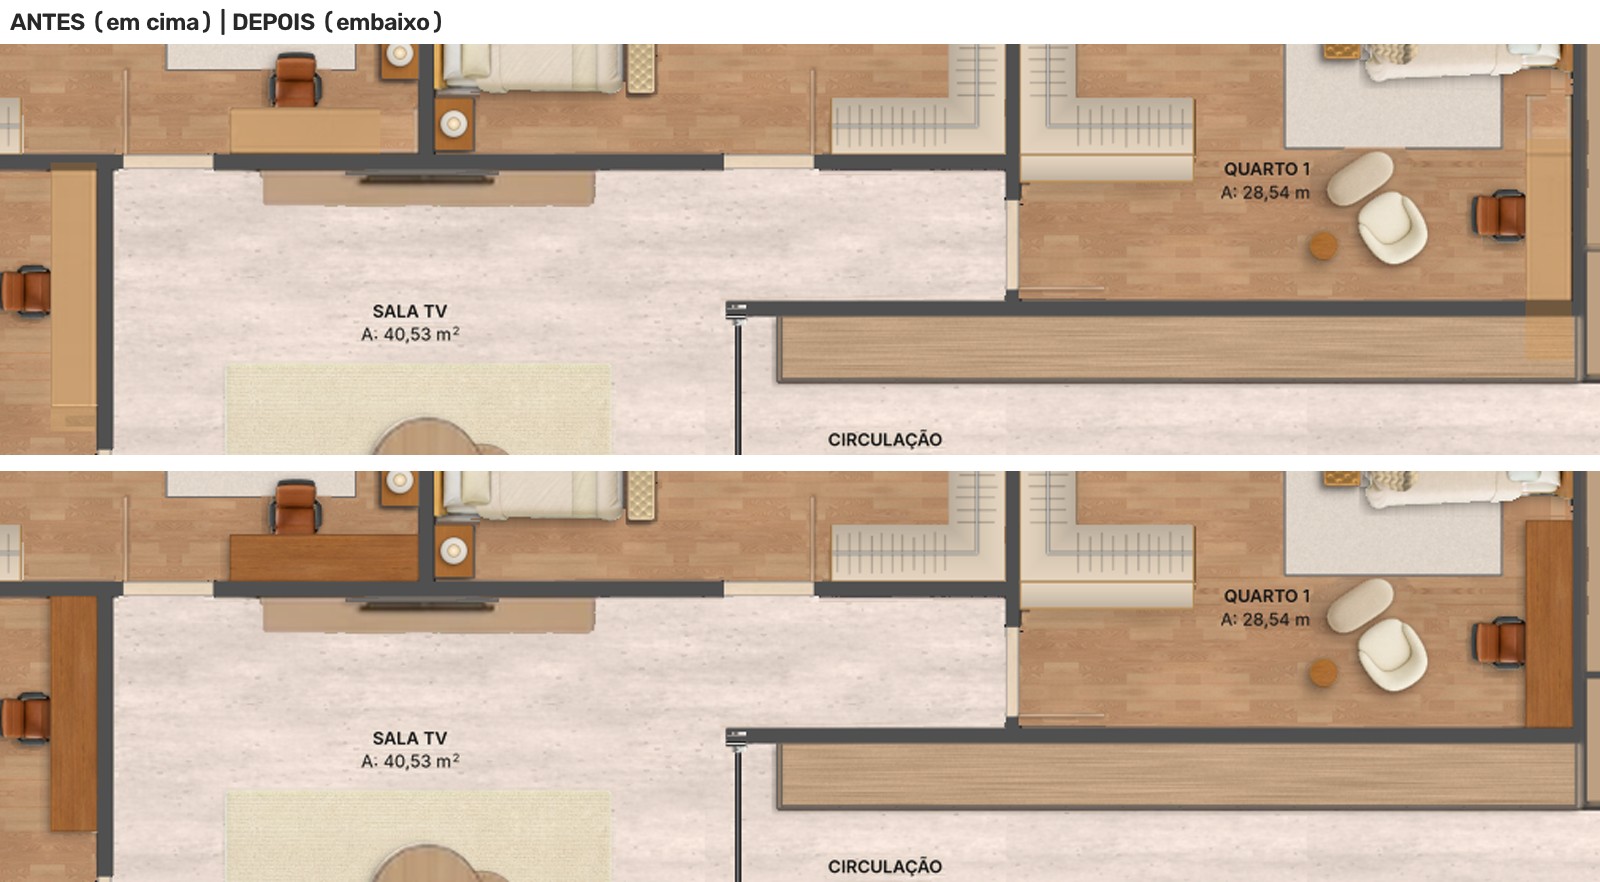 ANTES (em cima) | DEPOIS (embaixo)
QUARTO 1
A: 28,54 m
SALA TV
A: 40,53 m²
CIRCULAÇÃO
QUARTO 1
A: 28,54 m
SALA TV
A: 40,53 m²
CIRCULAÇÃO